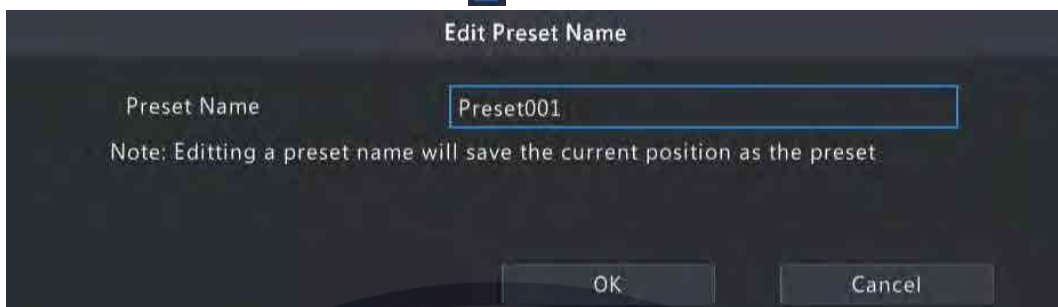 Edit Preset Name
Preset Name Preset001
Note: Editting a preset name will save the current position as the preset
OK Cancel